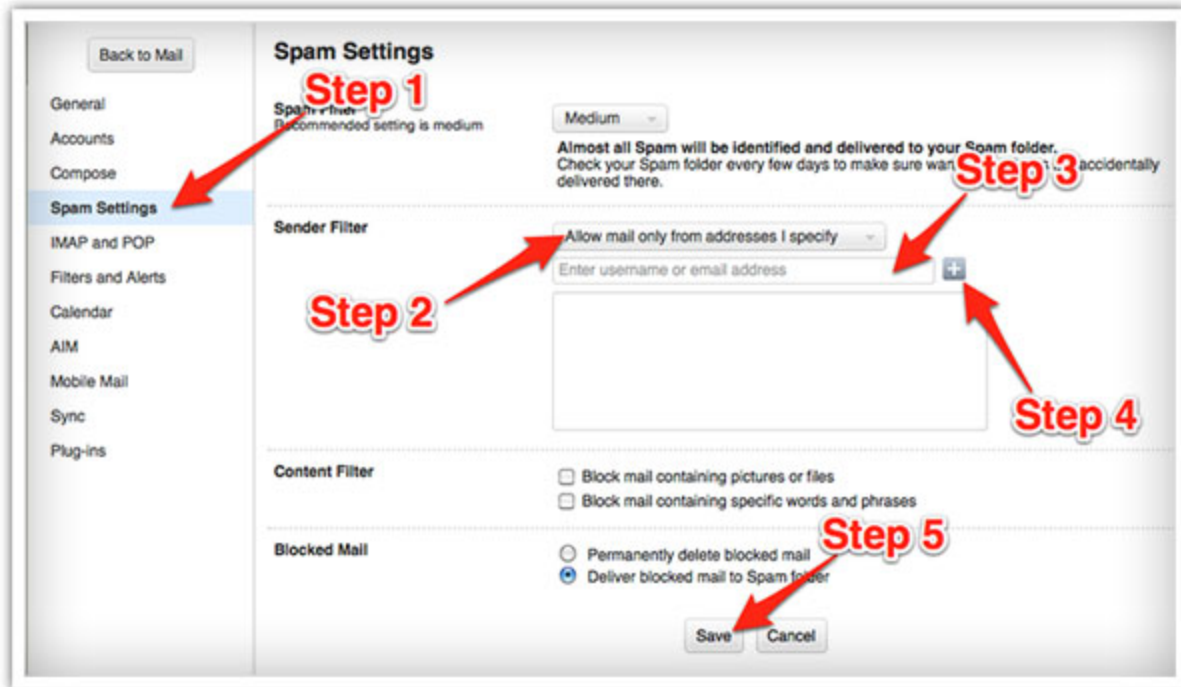 Back to Mail
General
Accounts
Compose
Spam Settings
IMAP and POP
Filters and Alerts
Calendar
AIM
Mobile Mail
Sync
Plug-ins
Spam Settings
Step 1
Spam Filter
Recommended setting is medium
Medium
Almost all Spam will be identified and delivered to your Spam folder.
Check your Spam folder every few days to make sure accidentally
delivered there.
Step 3
Sender Filter
Allow mail only from addresses I specify
Enter username or email address
+
Step 2
Step 4
Content Filter
Block mail containing pictures or files
Block mail containing specific words and phrases
Step 5
Blocked Mail
Permanently delete blocked mail
Deliver blocked mail to Spam folder
Save
Cancel